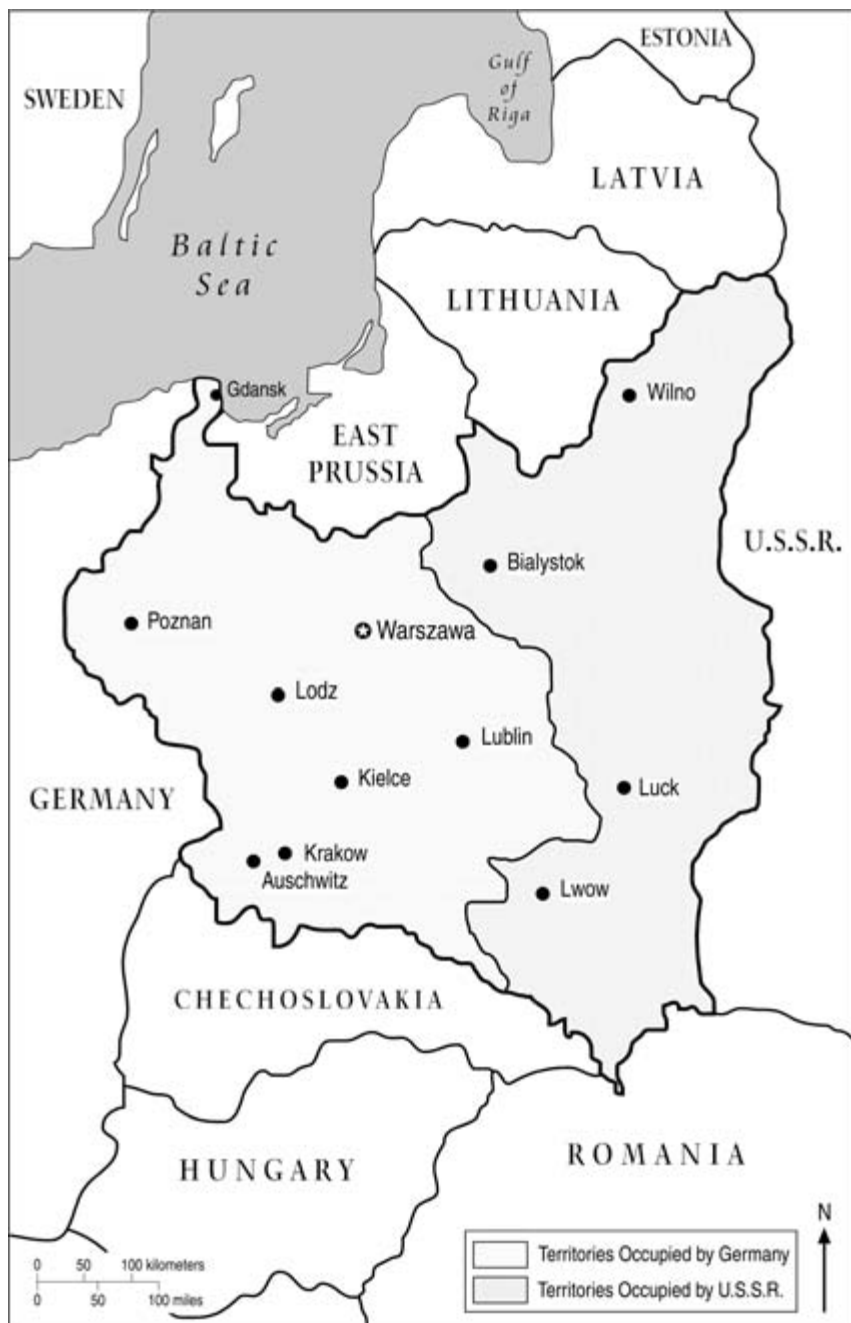 ESTONIA
Gulf
of
Riga
SWEDEN
LATVIA
Baltic
Sea
LITHUANIA
Gdansk
Wilno
EAST
PRUSSIA
U.S.S.R.
Bialystok
Poznan
Warszawa
Lodz
Lublin
Kielce
GERMANY
Luck
Krakow
Auschwitz
Lwow
CHECHOSLOVAKIA
HUNGARY
ROMANIA
N
Territories Occupied by Germany
Territories Occupied by U.S.S.R.
0 50 100 kilometers
0 50 100 miles